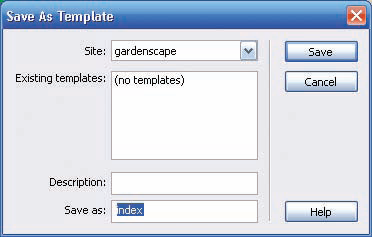 Save As Template
Site: gardenscape
Save
Existing templates: (no templates)
Cancel
Description:
Save as: index
Help